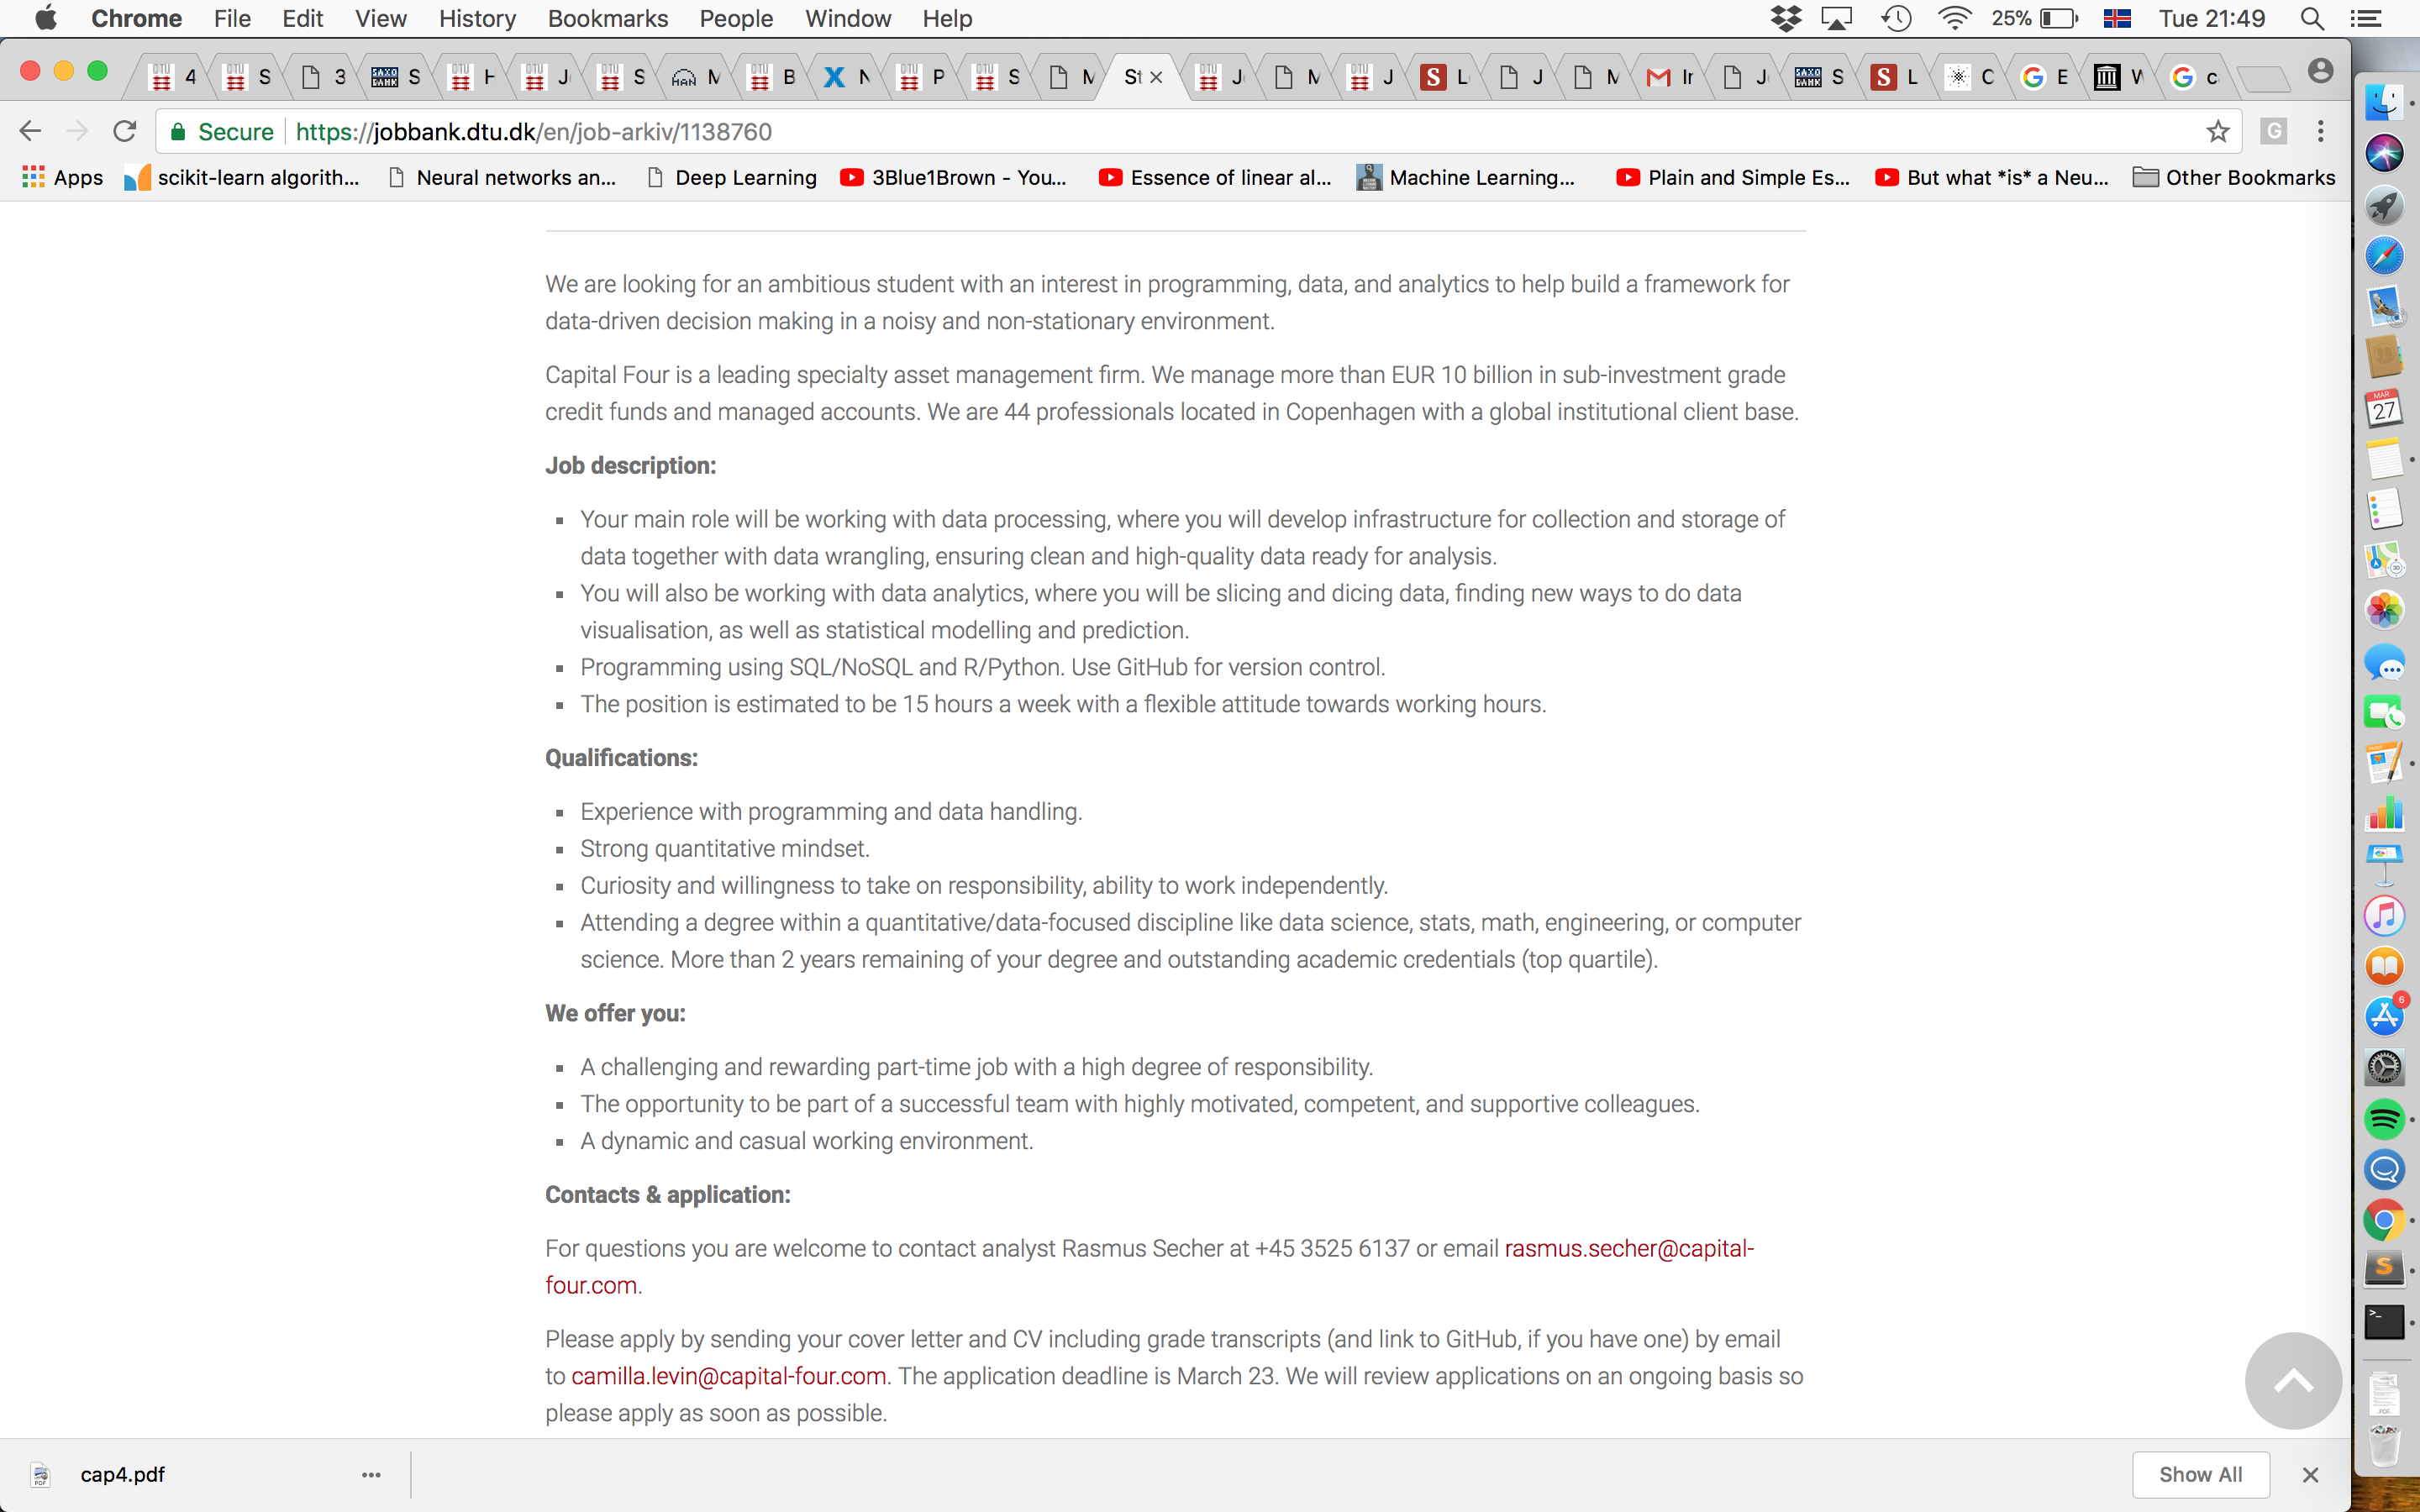 Chrome File Edit View History Bookmarks People Window Help 25% Tue 21:49
4 S 3 S H J S M B N P S M St J M J L J M Ir J S L C E W c
Secure https://jobbank.dtu.dk/en/job-arkiv/1138760
Apps scikit-learn algorith... Neural networks an... Deep Learning 3Blue1Brown - You... Essence of linear al... Machine Learning... Plain and Simple Es... But what *is* a Neu... Other Bookmarks
We are looking for an ambitious student with an interest in programming, data, and analytics to help build a framework for
data-driven decision making in a noisy and non-stationary environment.
Capital Four is a leading specialty asset management firm. We manage more than EUR 10 billion in sub-investment grade
credit funds and managed accounts. We are 44 professionals located in Copenhagen with a global institutional client base.
Job description:
▪ Your main role will be working with data processing, where you will develop infrastructure for collection and storage of
data together with data wrangling, ensuring clean and high-quality data ready for analysis.
▪ You will also be working with data analytics, where you will be slicing and dicing data, finding new ways to do data
visualisation, as well as statistical modelling and prediction.
▪ Programming using SQL/NoSQL and R/Python. Use GitHub for version control.
▪ The position is estimated to be 15 hours a week with a flexible attitude towards working hours.
Qualifications:
▪ Experience with programming and data handling.
▪ Strong quantitative mindset.
▪ Curiosity and willingness to take on responsibility, ability to work independently.
▪ Attending a degree within a quantitative/data-focused discipline like data science, stats, math, engineering, or computer
science. More than 2 years remaining of your degree and outstanding academic credentials (top quartile).
We offer you:
▪ A challenging and rewarding part-time job with a high degree of responsibility.
▪ The opportunity to be part of a successful team with highly motivated, competent, and supportive colleagues.
▪ A dynamic and casual working environment.
Contacts & application:
For questions you are welcome to contact analyst Rasmus Secher at +45 3525 6137 or email rasmus.secher@capital-
four.com.
Please apply by sending your cover letter and CV including grade transcripts (and link to GitHub, if you have one) by email
to camilla.levin@capital-four.com. The application deadline is March 23. We will review applications on an ongoing basis so
please apply as soon as possible.
cap4.pdf
Show All
MAR
27
6